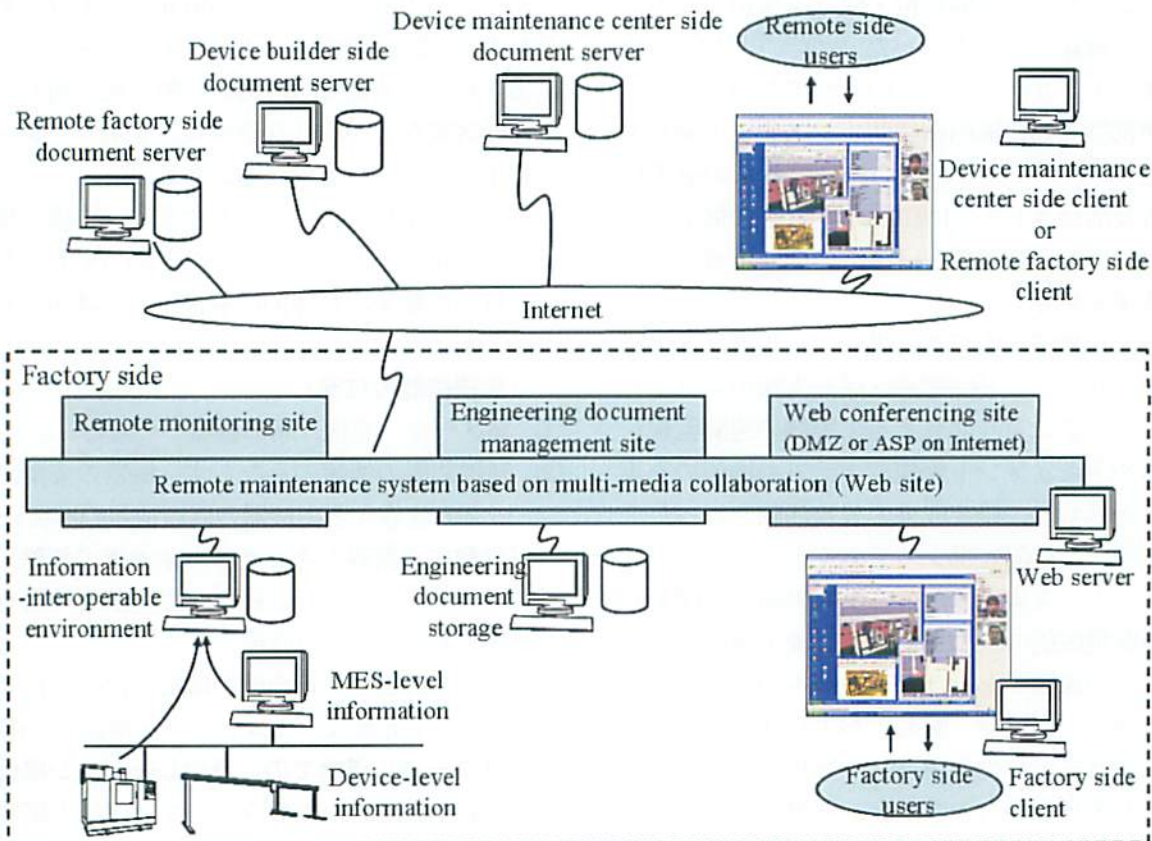 Device maintenance center side
document server
Remote side
users
Device builder side
document server
Remote factory side
document server
Device maintenance
center side client
or
Remote factory side
client
Internet
Factory side
Remote monitoring site
Engineering document
management site
Web conferencing site
(DMZ or ASP on Internet)
Remote maintenance system based on multi-media collaboration (Web site)
Information
-interoperable
environment
Engineering
document
storage
Web server
MES-level
information
Device-level
information
Factory side
users
Factory side
client